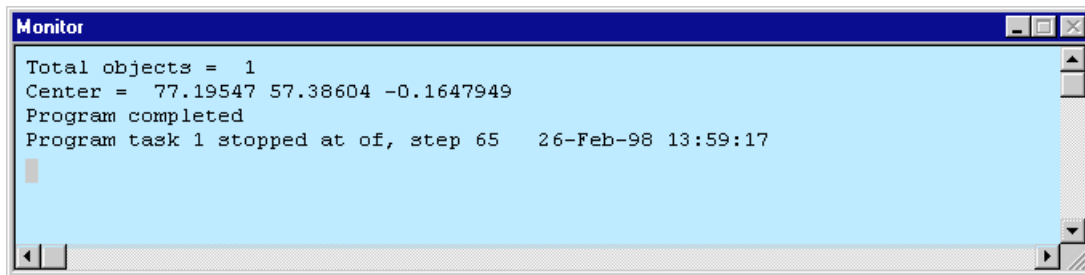 Monitor
Total objects =  1
Center =  77.19547 57.38604 -0.1647949
Program completed
Program task 1 stopped at of, step 65   26-Feb-98 13:59:17